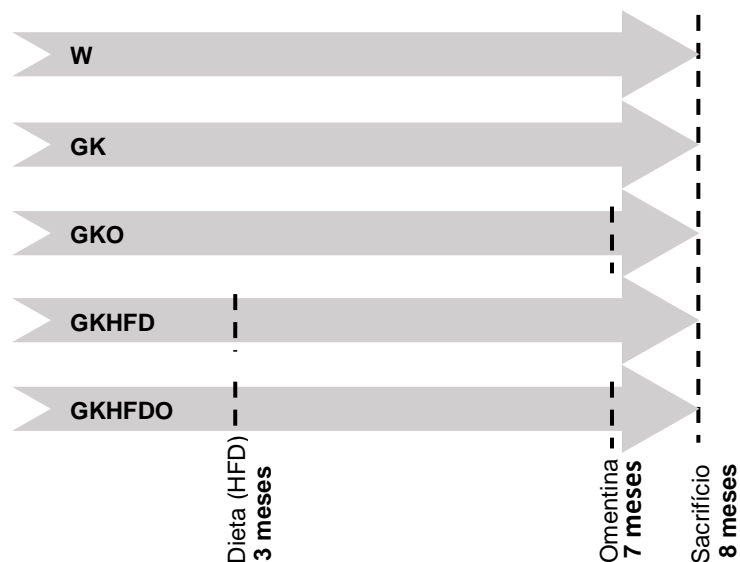 W
GK
GKO
GKHFD
GKHFDO
Dieta (HFD)
3 meses
Omentina
7 meses
Sacrifício
8 meses